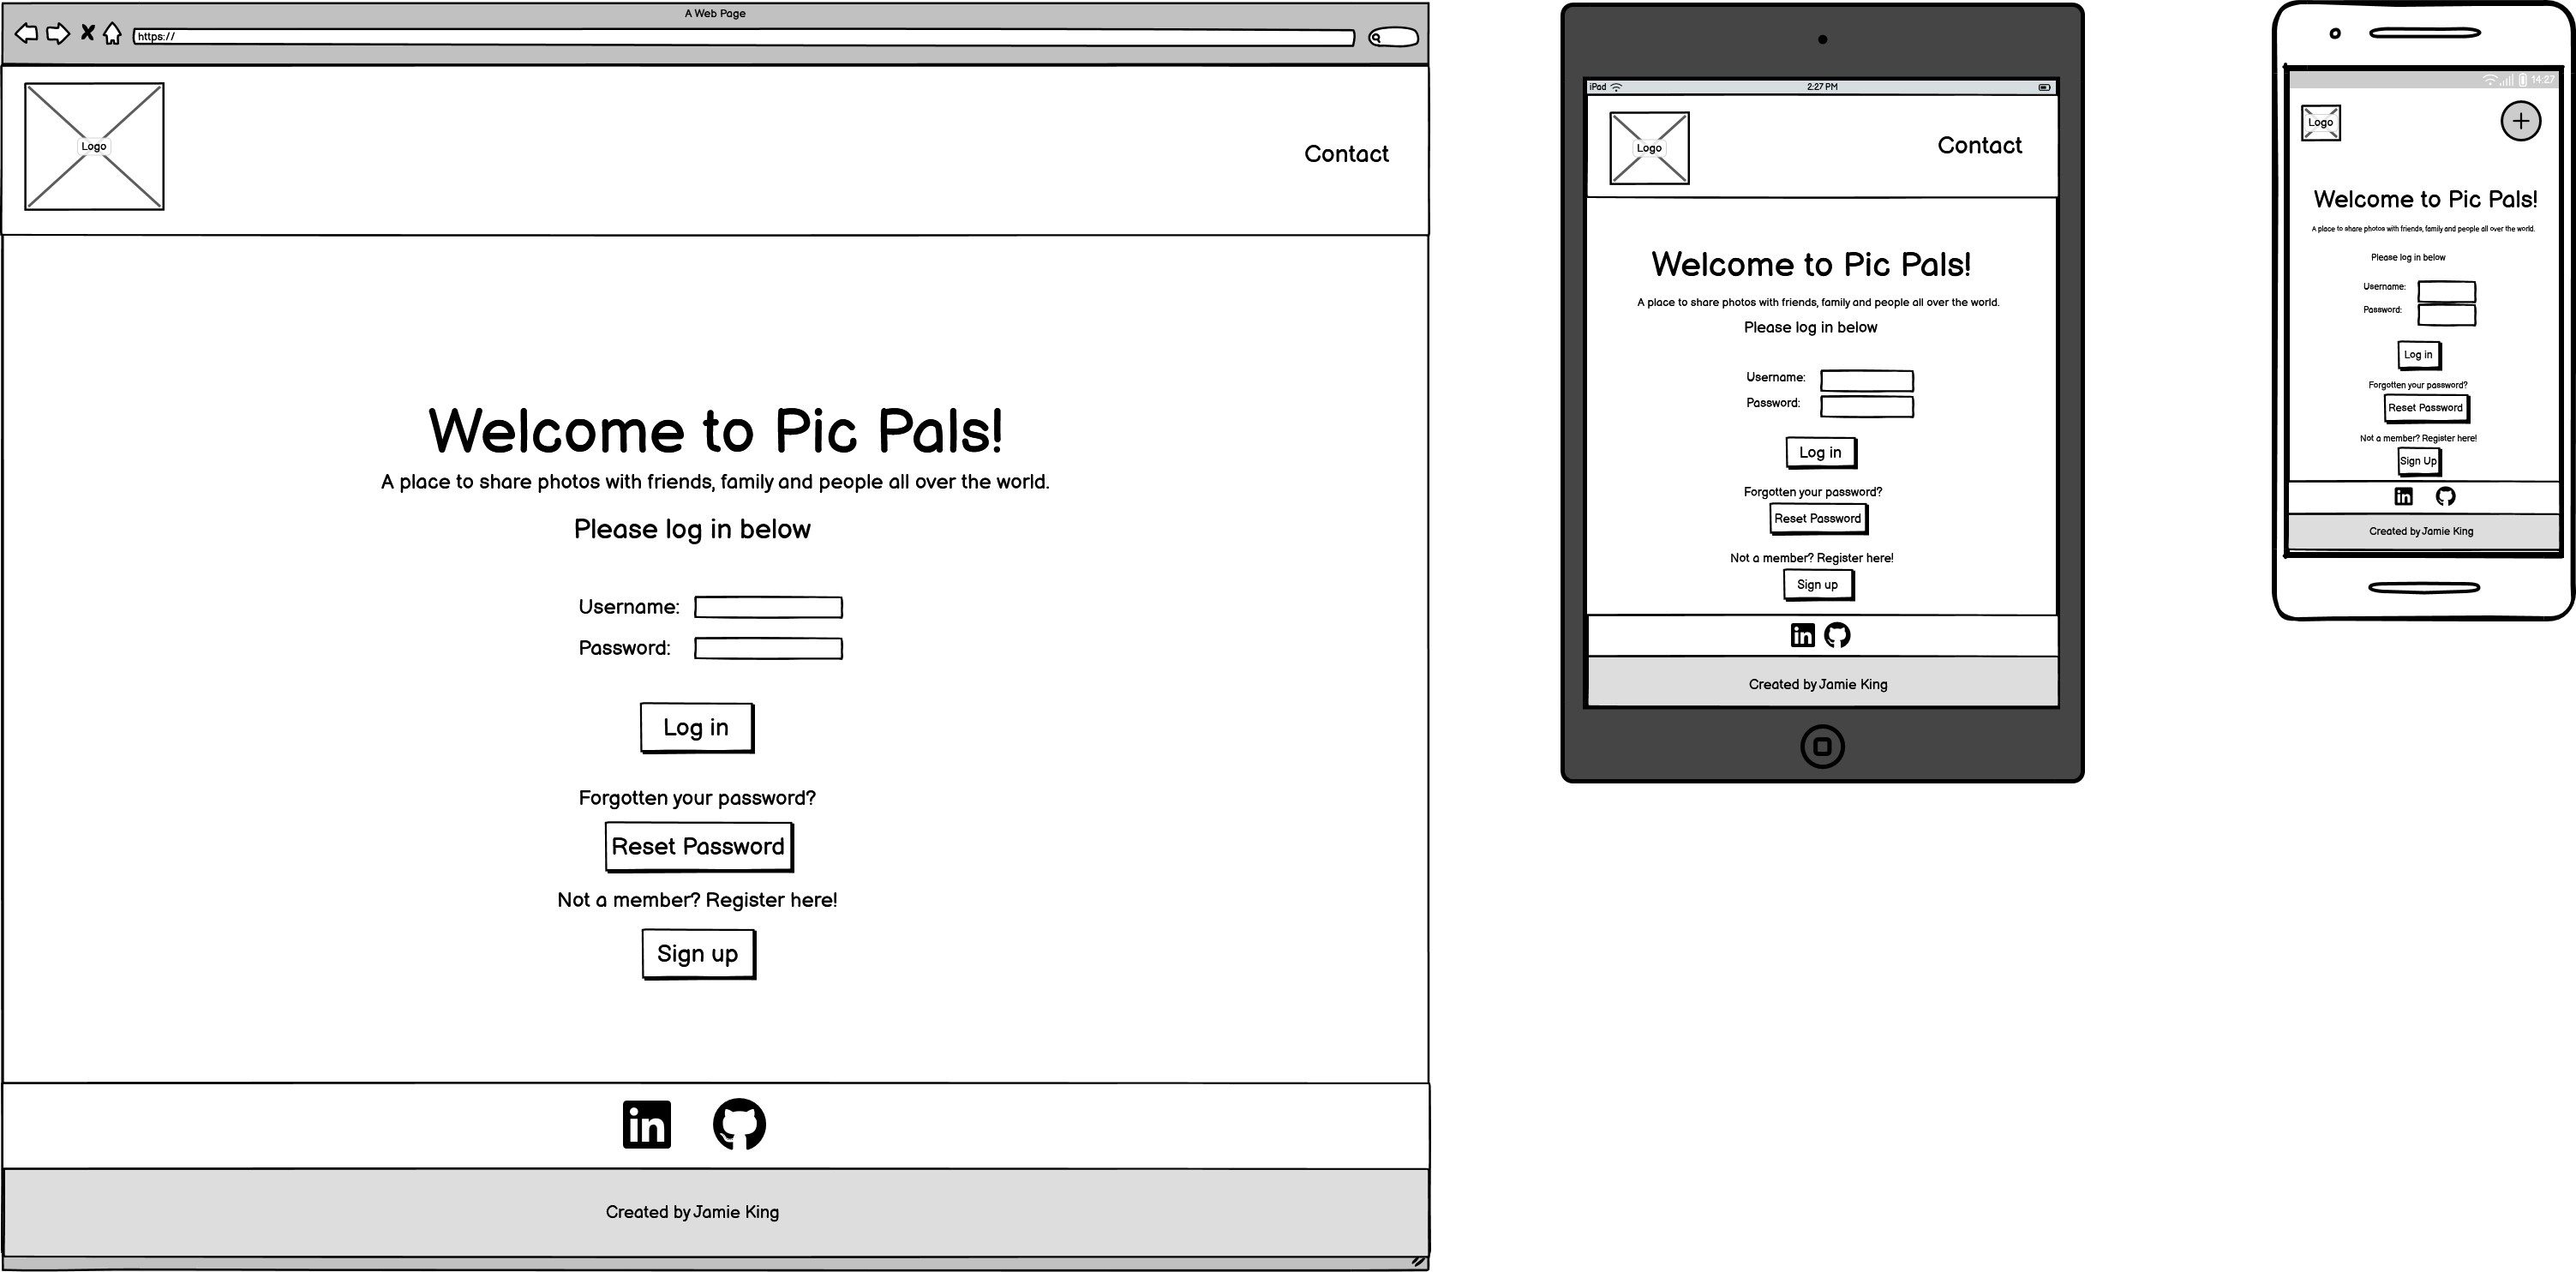 A Web Page
https://
Logo
Contact
Welcome to Pic Pals!
A place to share photos with friends, family and people all over the world.
Please log in below
Username:
Password:
Log in
Forgotten your password?
Reset Password
Not a member? Register here!
Sign up
in
Created by Jamie King
iPad
2:27 PM
Logo
Contact
Welcome to Pic Pals!
A place to share photos with friends, family and people all over the world.
Please log in below
Username:
Password:
Log in
Forgotten your password?
Reset Password
Not a member? Register here!
Sign up
in
Created by Jamie King
14:27
Logo
Welcome to Pic Pals!
A place to share photos with friends, family and people all over the world.
Please log in below
Username:
Password:
Log in
Forgotten your password?
Reset Password
Not a member? Register here!
Sign Up
in
Created by Jamie King